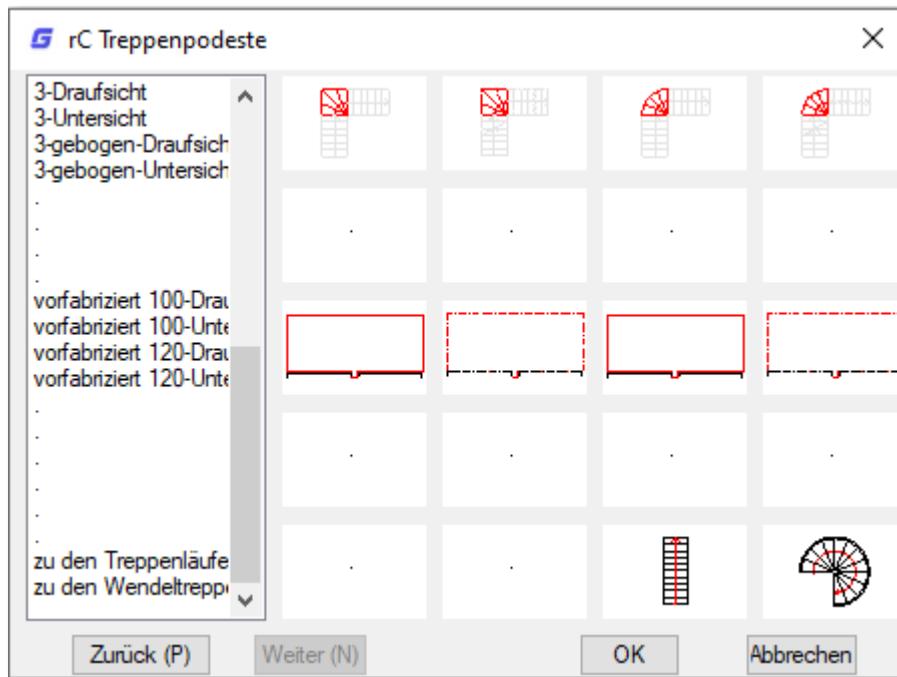 rC Treppenpodeste
3-Draufsicht
3-Untersicht
3-gebogen-Draufsich
3-gebogen-Untersich
.
.
.
.
vorfabriziert 100-Drau
vorfabriziert 100-Unte
vorfabriziert 120-Drau
vorfabriziert 120-Unte
.
.
.
.
.
.
zu den Treppenläufe
zu den Wendeltreppe
Zurück (P)
Weiter (N)
OK
Abbrechen